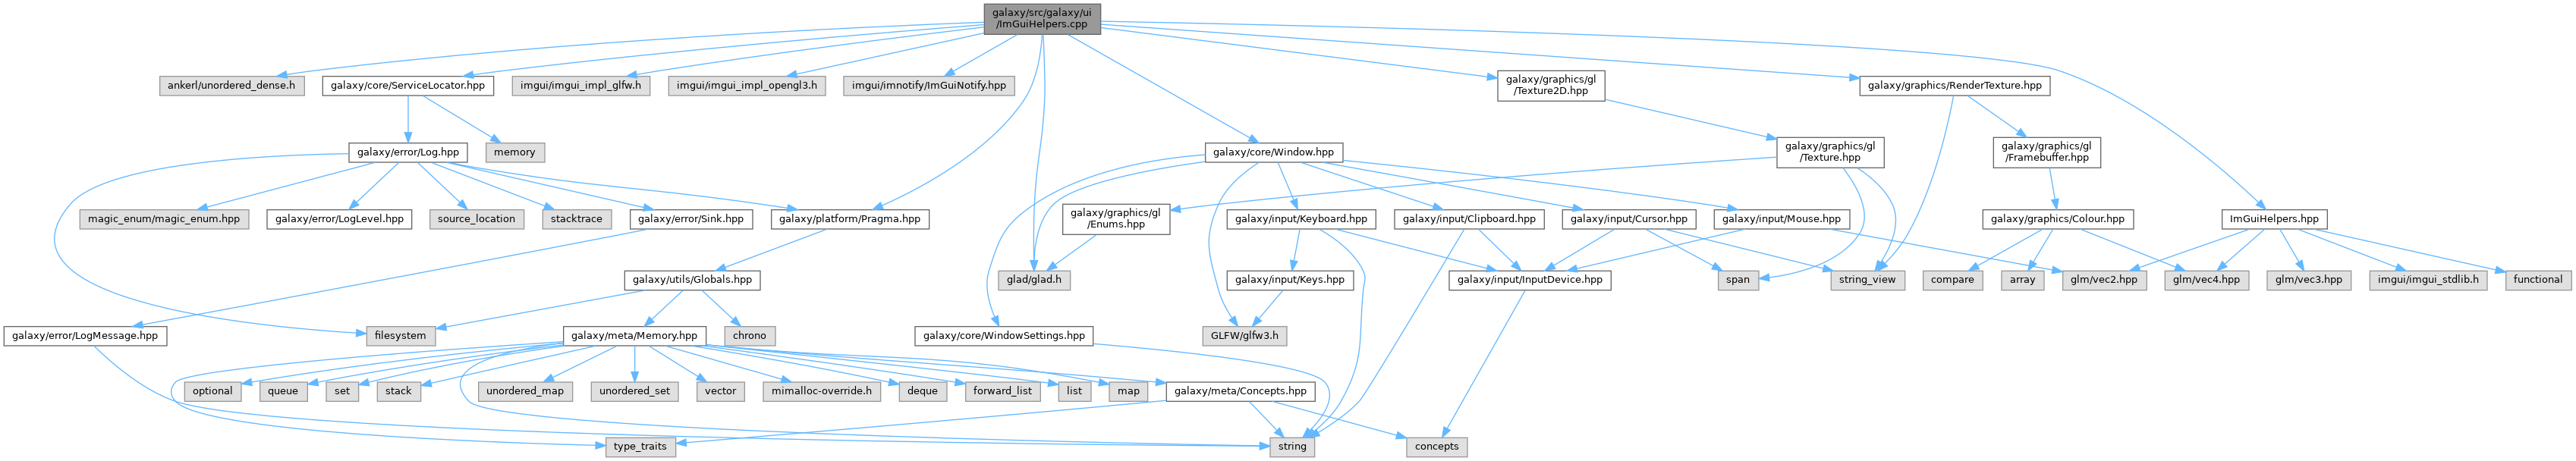 galaxy/src/galaxy/ui
/ImGuiHelpers.cpp
ankerl/unordered_dense.h
galaxy/core/ServiceLocator.hpp
imgui/imgui_impl_glfw.h
imgui/imgui_impl_opengl3.h
imgui/imnotify/ImGuiNotify.hpp
galaxy/graphics/gl
/Texture2D.hpp
galaxy/graphics/RenderTexture.hpp
galaxy/error/Log.hpp
memory
galaxy/core/Window.hpp
galaxy/graphics/gl
/Texture.hpp
galaxy/graphics/gl
/Framebuffer.hpp
magic_enum/magic_enum.hpp
galaxy/error/LogLevel.hpp
source_location
stacktrace
galaxy/error/Sink.hpp
galaxy/platform/Pragma.hpp
galaxy/graphics/gl
/Enums.hpp
galaxy/input/Keyboard.hpp
galaxy/input/Clipboard.hpp
galaxy/input/Cursor.hpp
galaxy/input/Mouse.hpp
galaxy/graphics/Colour.hpp
ImGuiHelpers.hpp
galaxy/utils/Globals.hpp
glad/glad.h
galaxy/input/Keys.hpp
galaxy/input/InputDevice.hpp
span
string_view
compare
array
glm/vec2.hpp
glm/vec4.hpp
glm/vec3.hpp
imgui/imgui_stdlib.h
functional
galaxy/error/LogMessage.hpp
filesystem
galaxy/meta/Memory.hpp
chrono
galaxy/core/WindowSettings.hpp
GLFW/glfw3.h
optional
queue
set
stack
unordered_map
unordered_set
vector
mimalloc-override.h
deque
forward_list
list
map
galaxy/meta/Concepts.hpp
type_traits
string
concepts